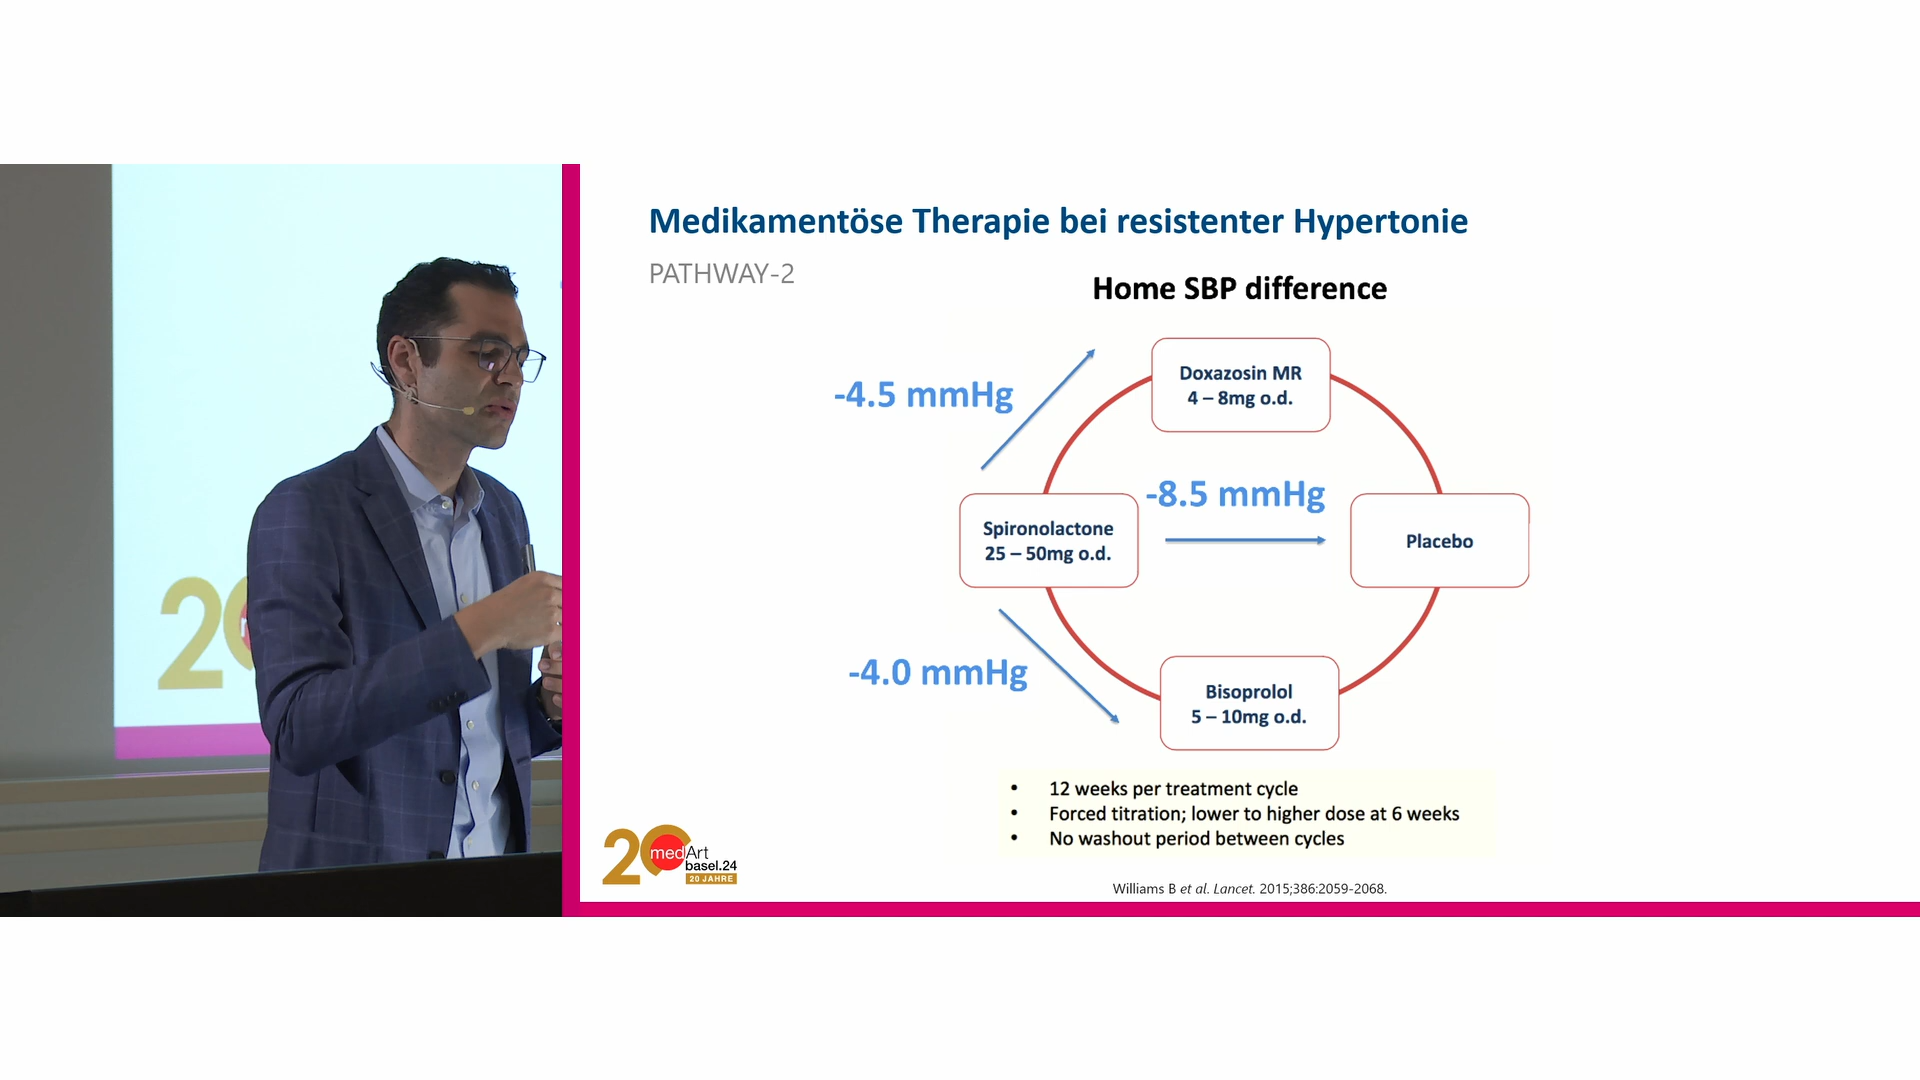 Medikamentöse Therapie bei resistenter Hypertonie
PATHWAY-2
Home SBP difference
Doxazosin MR
4 – 8mg o.d.
-4.5 mmHg
-8.5 mmHg
Spironolactone
25 – 50mg o.d.
Placebo
-4.0 mmHg
Bisoprolol
5 – 10mg o.d.
• 12 weeks per treatment cycle
• Forced titration; lower to higher dose at 6 weeks
• No washout period between cycles
Williams B et al. Lancet. 2015;386:2059-2068.
20
medArt
basel.24
20 JAHRE
20